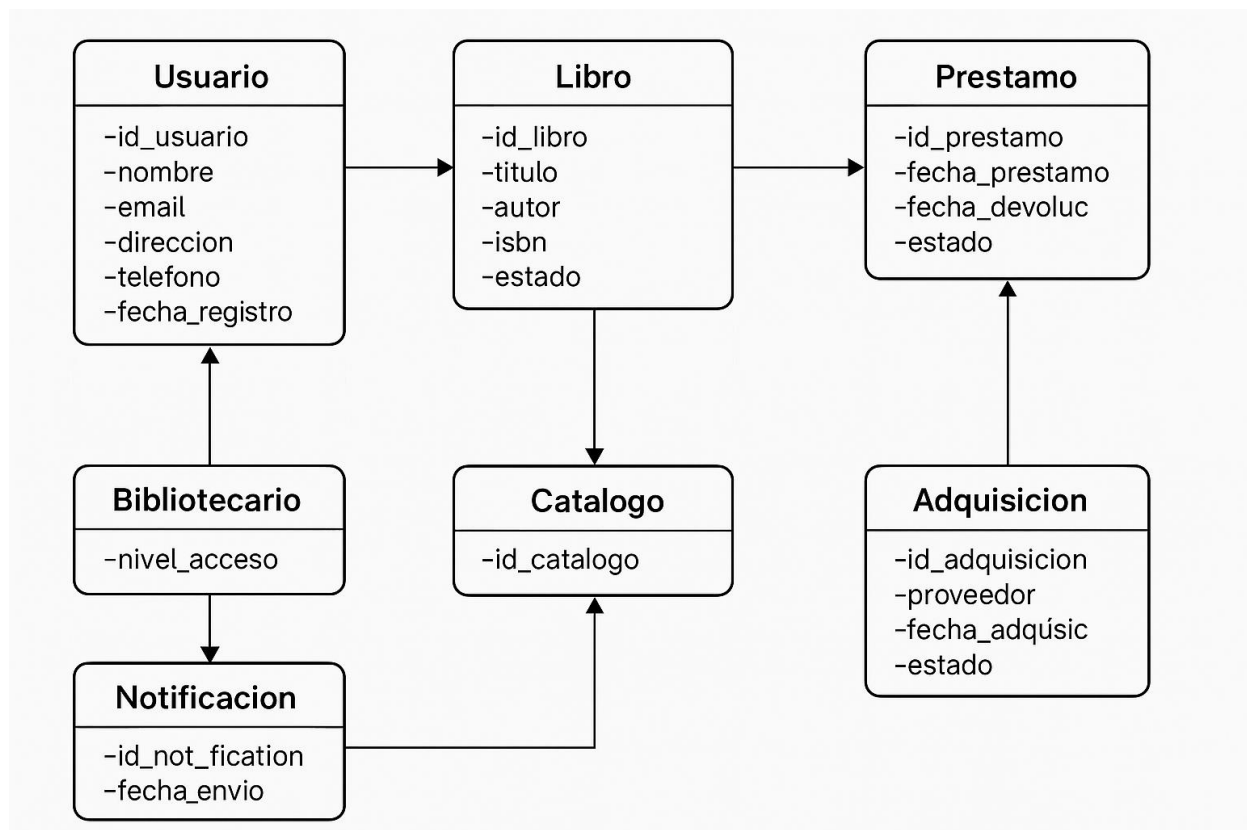 Usuario
-id_usuario
-nombre
-email
-direccion
-telefono
-fecha_registro
Libro
-id_libro
-titulo
-autor
-isbn
-estado
Prestamo
-id_prestamo
-fecha_prestamo
-fecha_devoluc
-estado
Bibliotecario
-nivel_acceso
Catalogo
-id_catalogo
Adquisicion
-id_adquisicion
-proveedor
-fecha_adqúsic
-estado
Notificacion
-id_not_fication
-fecha_envio